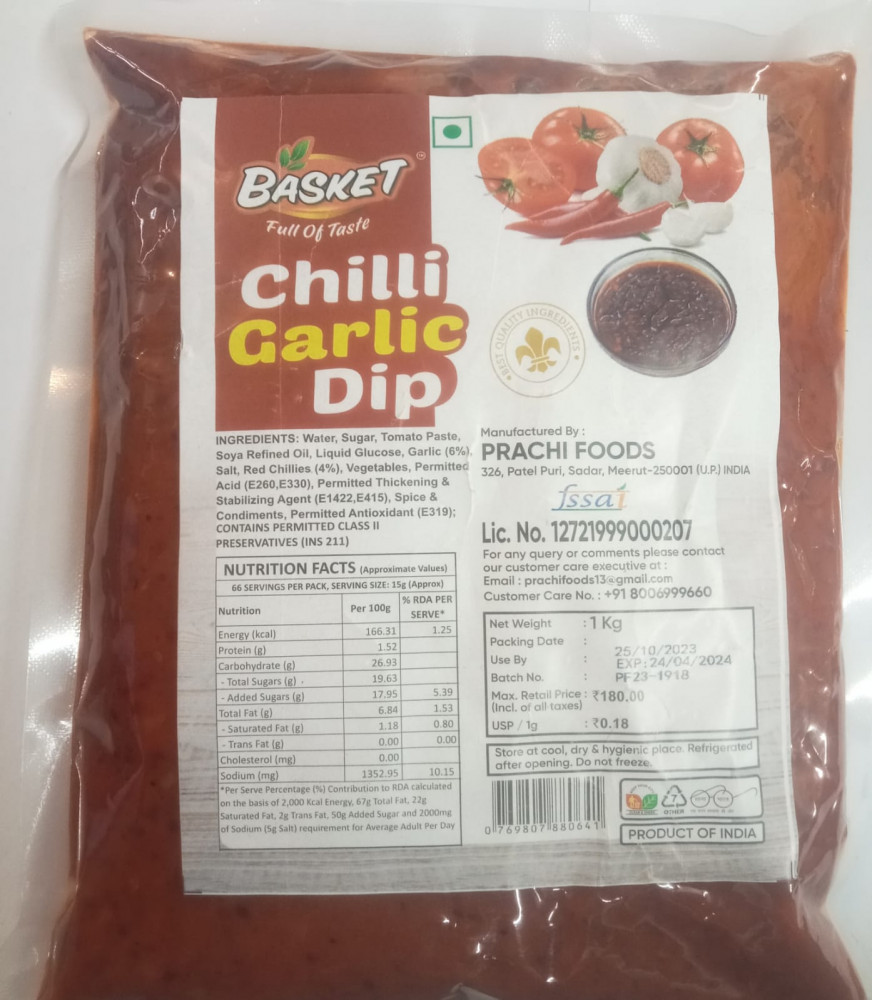 BASKET
Full Of Taste
Chilli
Garlic
Dip
BEST QUALITY INGREDIENTS
INGREDIENTS: Water, Sugar, Tomato Paste,
Soya Refined Oil, Liquid Glucose, Garlic (6%),
Salt, Red Chillies (4%), Vegetables, Permitted
Acid (E260,E330), Permitted Thickening &
Stabilizing Agent (E1422,E415), Spice &
Condiments, Permitted Antioxidant (E319);
CONTAINS PERMITTED CLASS II
PRESERVATIVES (INS 211)
NUTRITION FACTS (Approximate Values)
66 SERVINGS PER PACK, SERVING SIZE: 15g (Approx)
Nutrition Per 100g % RDA PER SERVE*
Energy (kcal) 166.31 1.25
Protein (g) 1.52
Carbohydrate (g) 26.93
- Total Sugars (g) 19.63
- Added Sugars (g) 17.95 5.39
Total Fat (g) 6.84 1.53
- Saturated Fat (g) 1.18 0.80
- Trans Fat (g) 0.00 0.00
Cholesterol (mg) 0.00
Sodium (mg) 1352.95 10.15
*Per Serve Percentage (%) Contribution to RDA calculated
on the basis of 2,000 Kcal Energy, 67g Total Fat, 22g
Saturated Fat, 2g Trans Fat, 50g Added Sugar and 2000mg
of Sodium (5g Salt) requirement for Average Adult Per Day
Manufactured By :
PRACHI FOODS
326, Patel Puri, Sadar, Meerut-250001 (U.P.) INDIA
fssai
Lic. No. 12721999000207
For any query or comments please contact
our customer care executive at :
Email : prachifoods13@gmail.com
Customer Care No. : +91 8006999660
Net Weight : 1 Kg
Packing Date : 25/10/2023
Use By : EXP:24/04/2024
Batch No. : PF23-1918
Max. Retail Price : ₹180.00
(Incl. of all taxes)
USP / 1g : ₹0.18
Store at cool, dry & hygienic place. Refrigerated
after opening. Do not freeze.
0 769807 880641
7
OTHER
PRODUCT OF INDIA